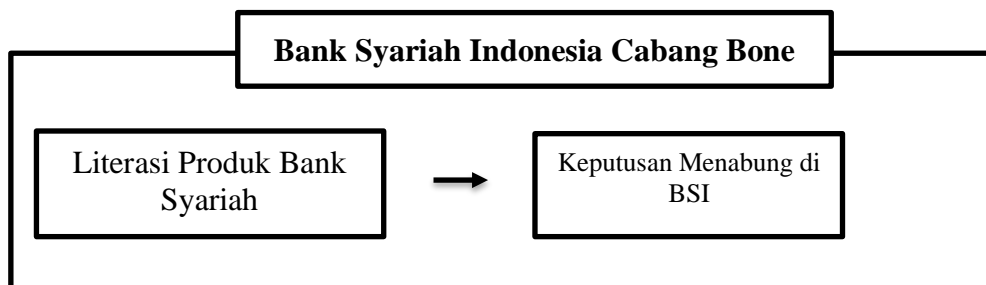 Bank Syariah Indonesia Cabang Bone
Literasi Produk Bank
Syariah
Keputusan Menabung di
BSI